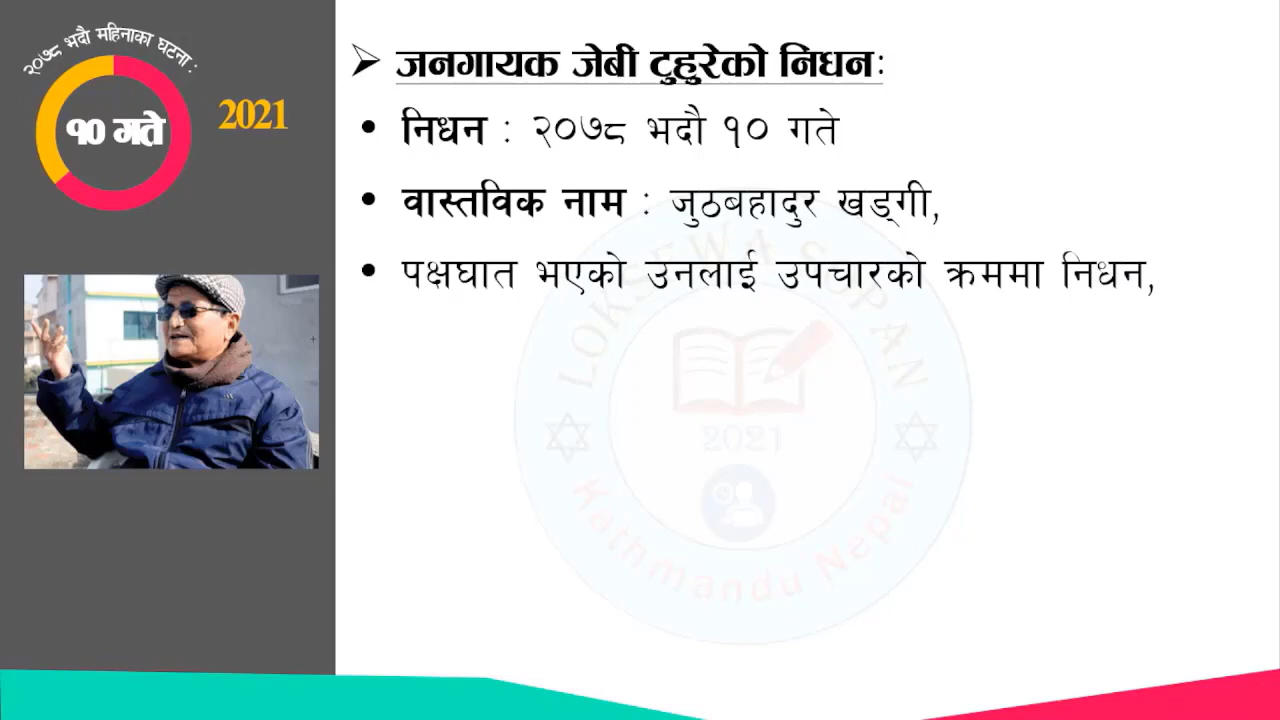 २०७८ भदौ महिनाका घटना :
१० गते
2021
➢ जनगायक जेबी टुहुरेको निधनः
• निधन : २०७८ भदौ १० गते
• वास्तविक नाम : जुठबहादुर खड्गी,
• पक्षघात भएको उनलाई उपचारको क्रममा निधन,
LOKSEWA SPAN
2021
Kathmandu Nepal